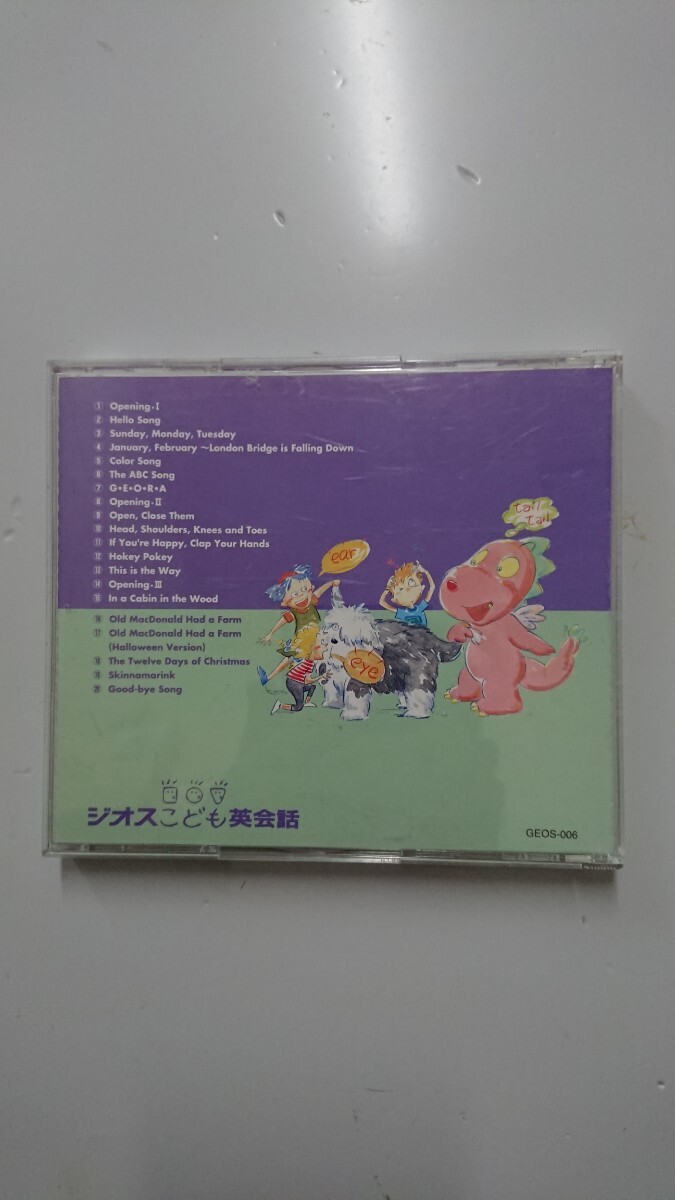 ① Opening・I
② Hello Song
③ Sunday, Monday, Tuesday
④ January, February ～London Bridge is Falling Down
⑤ Color Song
⑥ The ABC Song
⑦ G・E・O・R・A
⑧ Opening・II
⑨ Open, Close Them
⑩ Head, Shoulders, Knees and Toes
⑪ If You're Happy, Clap Your Hands
⑫ Hokey Pokey
⑬ This is the Way
⑭ Opening・III
⑮ In a Cabin in the Wood
⑯ Old MacDonald Had a Farm
⑰ Old MacDonald Had a Farm
(Halloween Version)
⑱ The Twelve Days of Christmas
⑲ Skinnamarink
⑳ Good-bye Song
ear
eye
tail
tail
ジオスこども英会話
GEOS-006